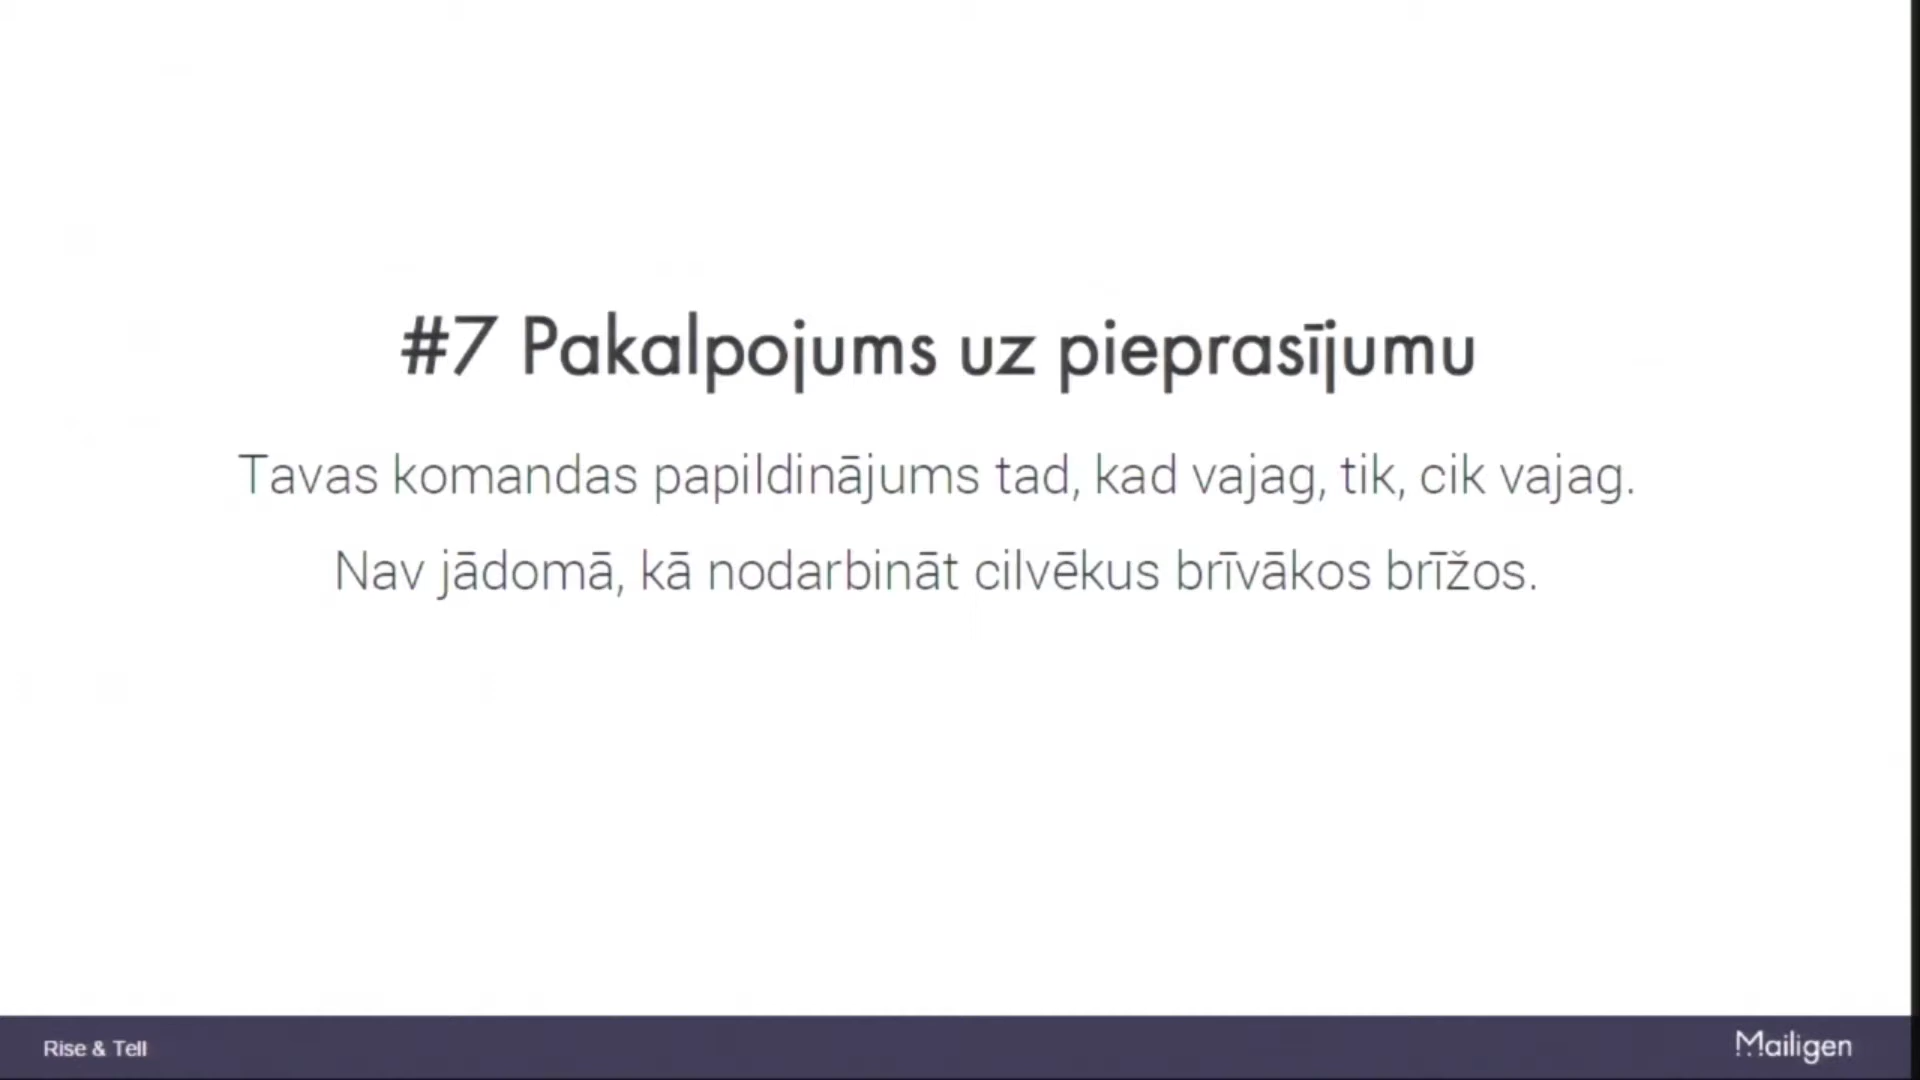 #7 Pakalpojums uz pieprasījumu
Tavas komandas papildinājums tad, kad vajag, tik, cik vajag.
Nav jādomā, kā nodarbināt cilvēkus brīvākos brīžos.
Rise & Tell
Mailigen